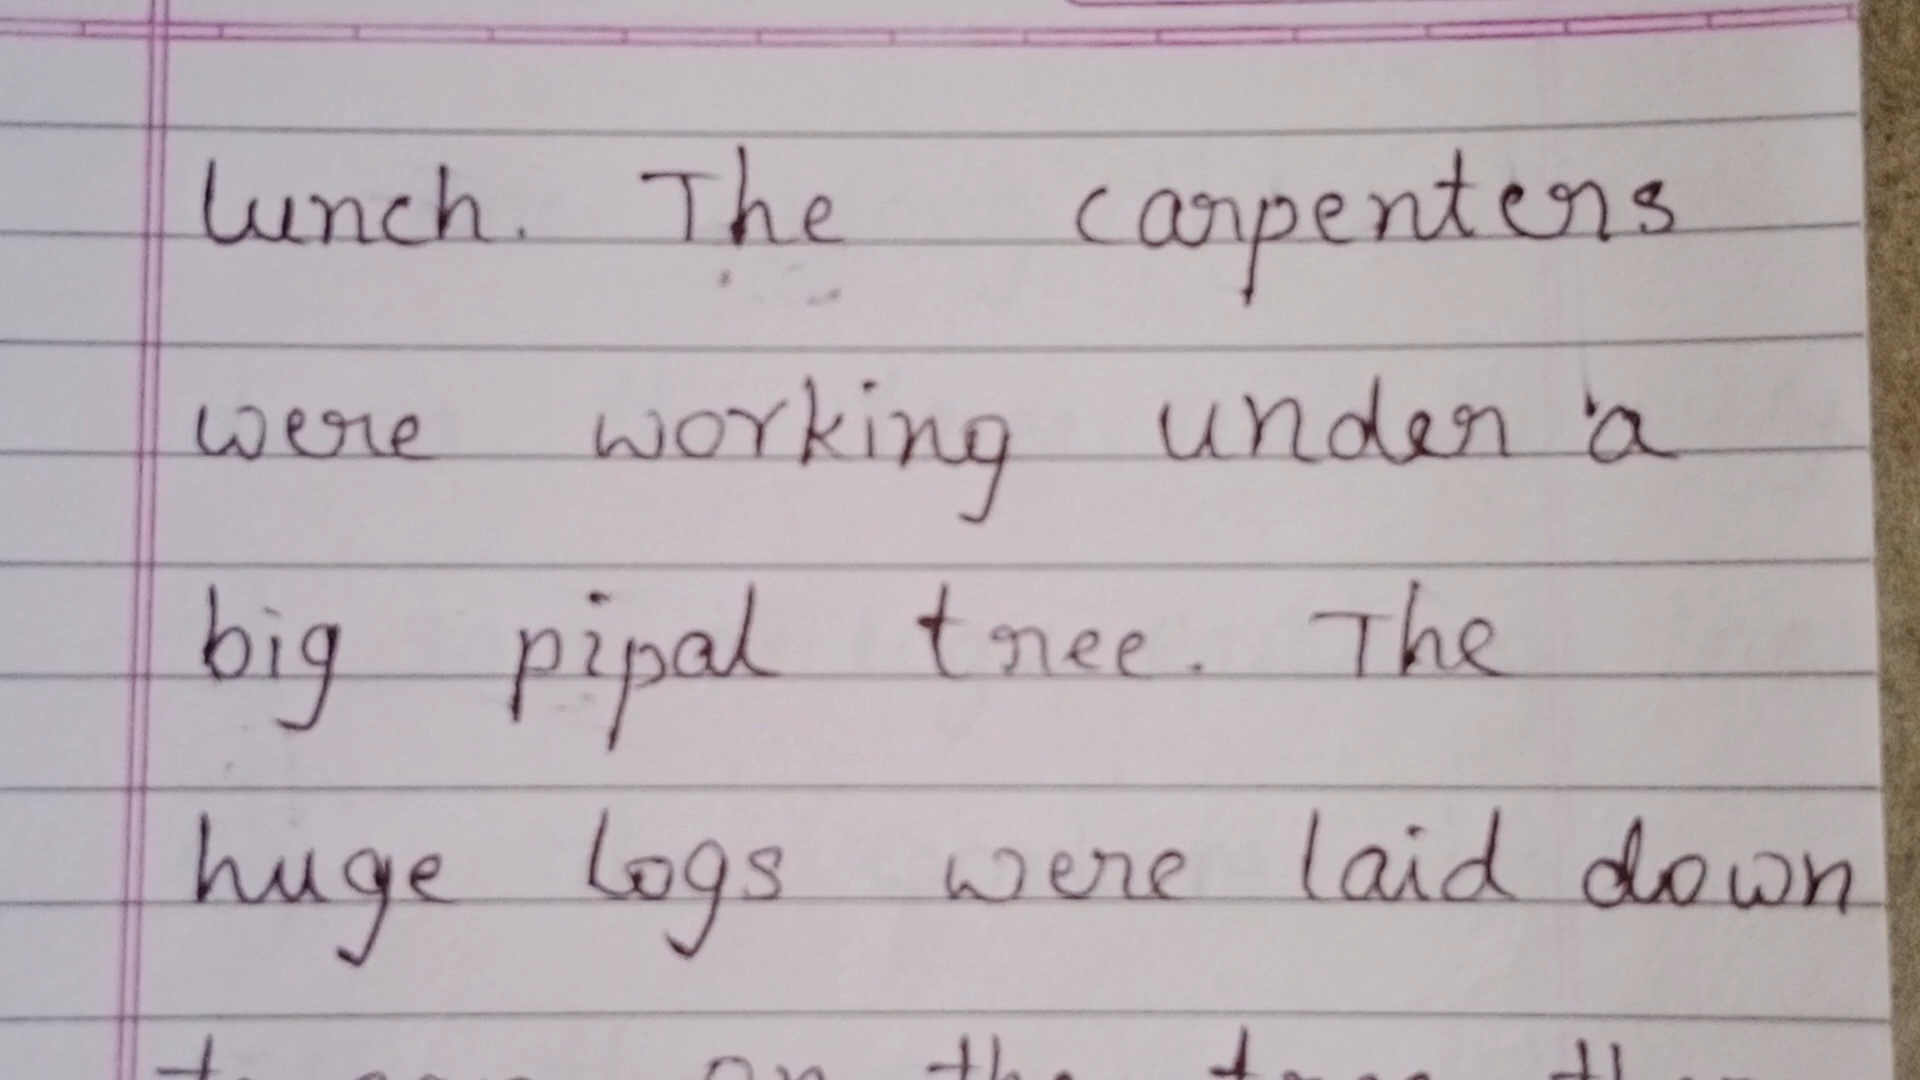 lunch. The carpenters
were working under a
big pipal tree. The
huge logs were laid down